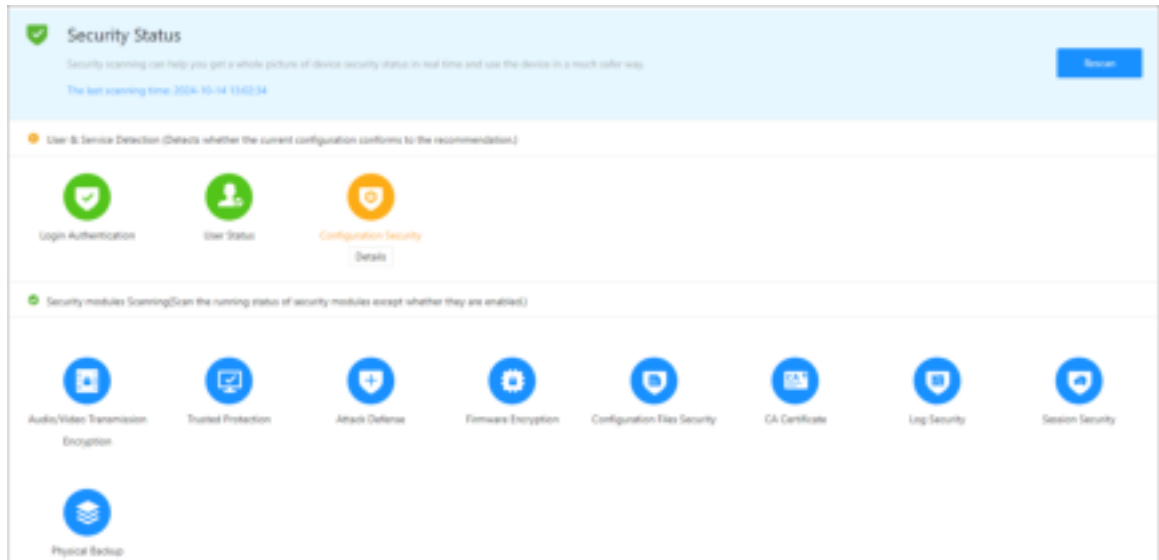 Security Status
Security scanning can help you get a whole picture of device security status in real time and use the device in a much safer way.
Rescan
The last scanning time: 2024-10-14 13:02:34
User & Service Detection (Detects whether the current configuration conforms to the recommendation.)
Login Authentication
User Status
Configuration Security
Details
Security modules Scanning(Scan the running status of security modules except whether they are enabled.)
Audio/Video Transmission
Encryption
Trusted Protection
Attack Defense
Firmware Encryption
Configuration Files Security
CA Certificate
Log Security
Session Security
Physical Backup